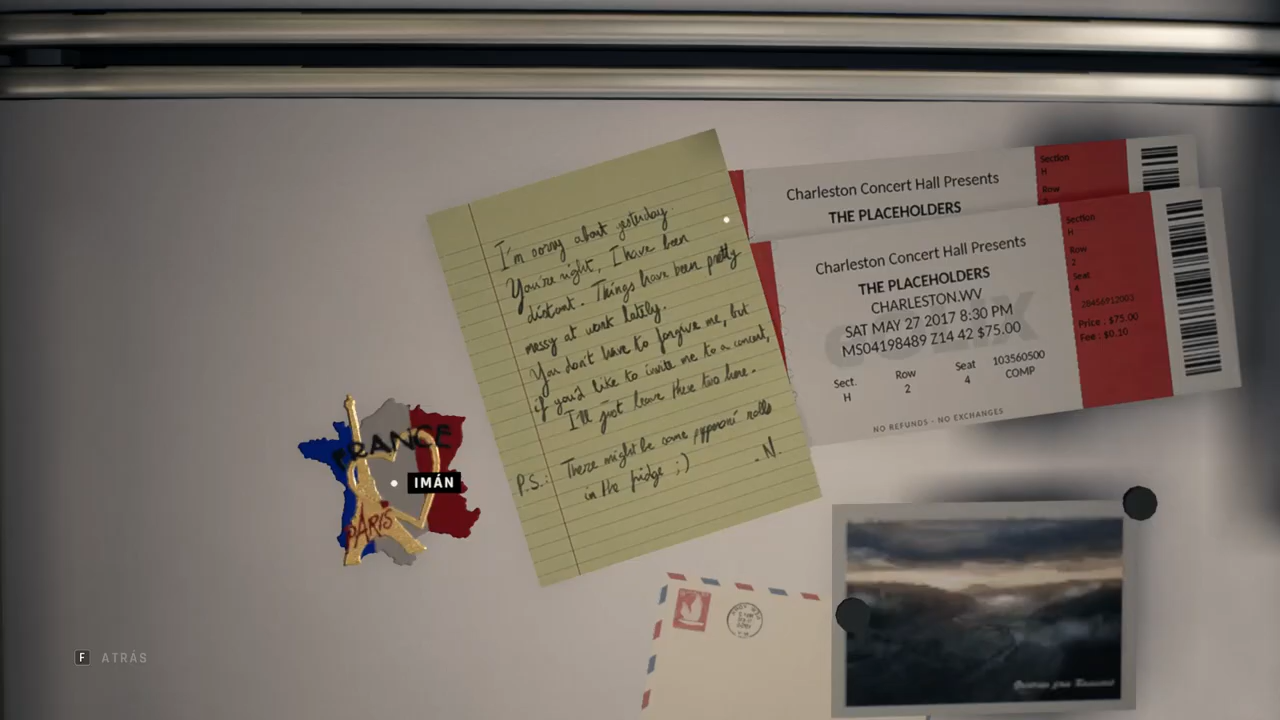 I'm sorry about yesterday.
You're right, I have been
distant. Things have been pretty
messy at work lately.
You don't have to forgive me, but
if you'd like to invite me to a concert,
I'll just leave these two here.
P.S.: There might be some pepperoni rolls
in the fridge ;)
- N.
Charleston Concert Hall Presents
THE PLACEHOLDERS
Section
H
Row
2
Charleston Concert Hall Presents
THE PLACEHOLDERS
CHARLESTON.WV
SAT MAY 27 2017 8:30 PM
MS04198489 Z14 42 $75.00
Sect.
H
Row
2
Seat
4
103560500
COMP
NO REFUNDS - NO EXCHANGES
Section
H
Row
2
Seat
4
28456912003
Price : $75.00
Fee : $0.10
FRANCE
PARIS
IMÁN
Greetings from
F ATRÁS